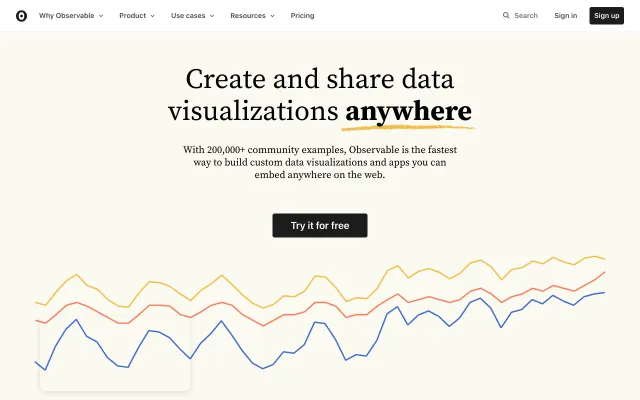 Why Observable Product Use cases Resources Pricing Search Sign in Sign up
Create and share data
visualizations anywhere
With 200,000+ community examples, Observable is the fastest
way to build custom data visualizations and apps you can
embed anywhere on the web.
Try it for free